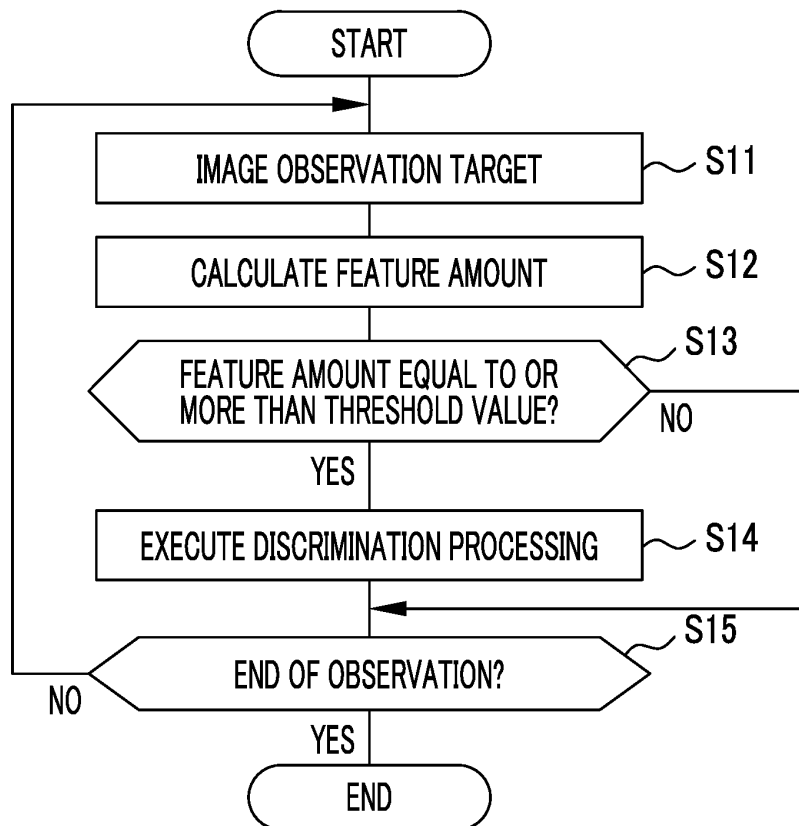 START
IMAGE OBSERVATION TARGET
S11
CALCULATE FEATURE AMOUNT
S12
S13
FEATURE AMOUNT EQUAL TO OR
MORE THAN THRESHOLD VALUE?
NO
YES
EXECUTE DISCRIMINATION PROCESSING
S14
S15
END OF OBSERVATION?
NO
YES
END